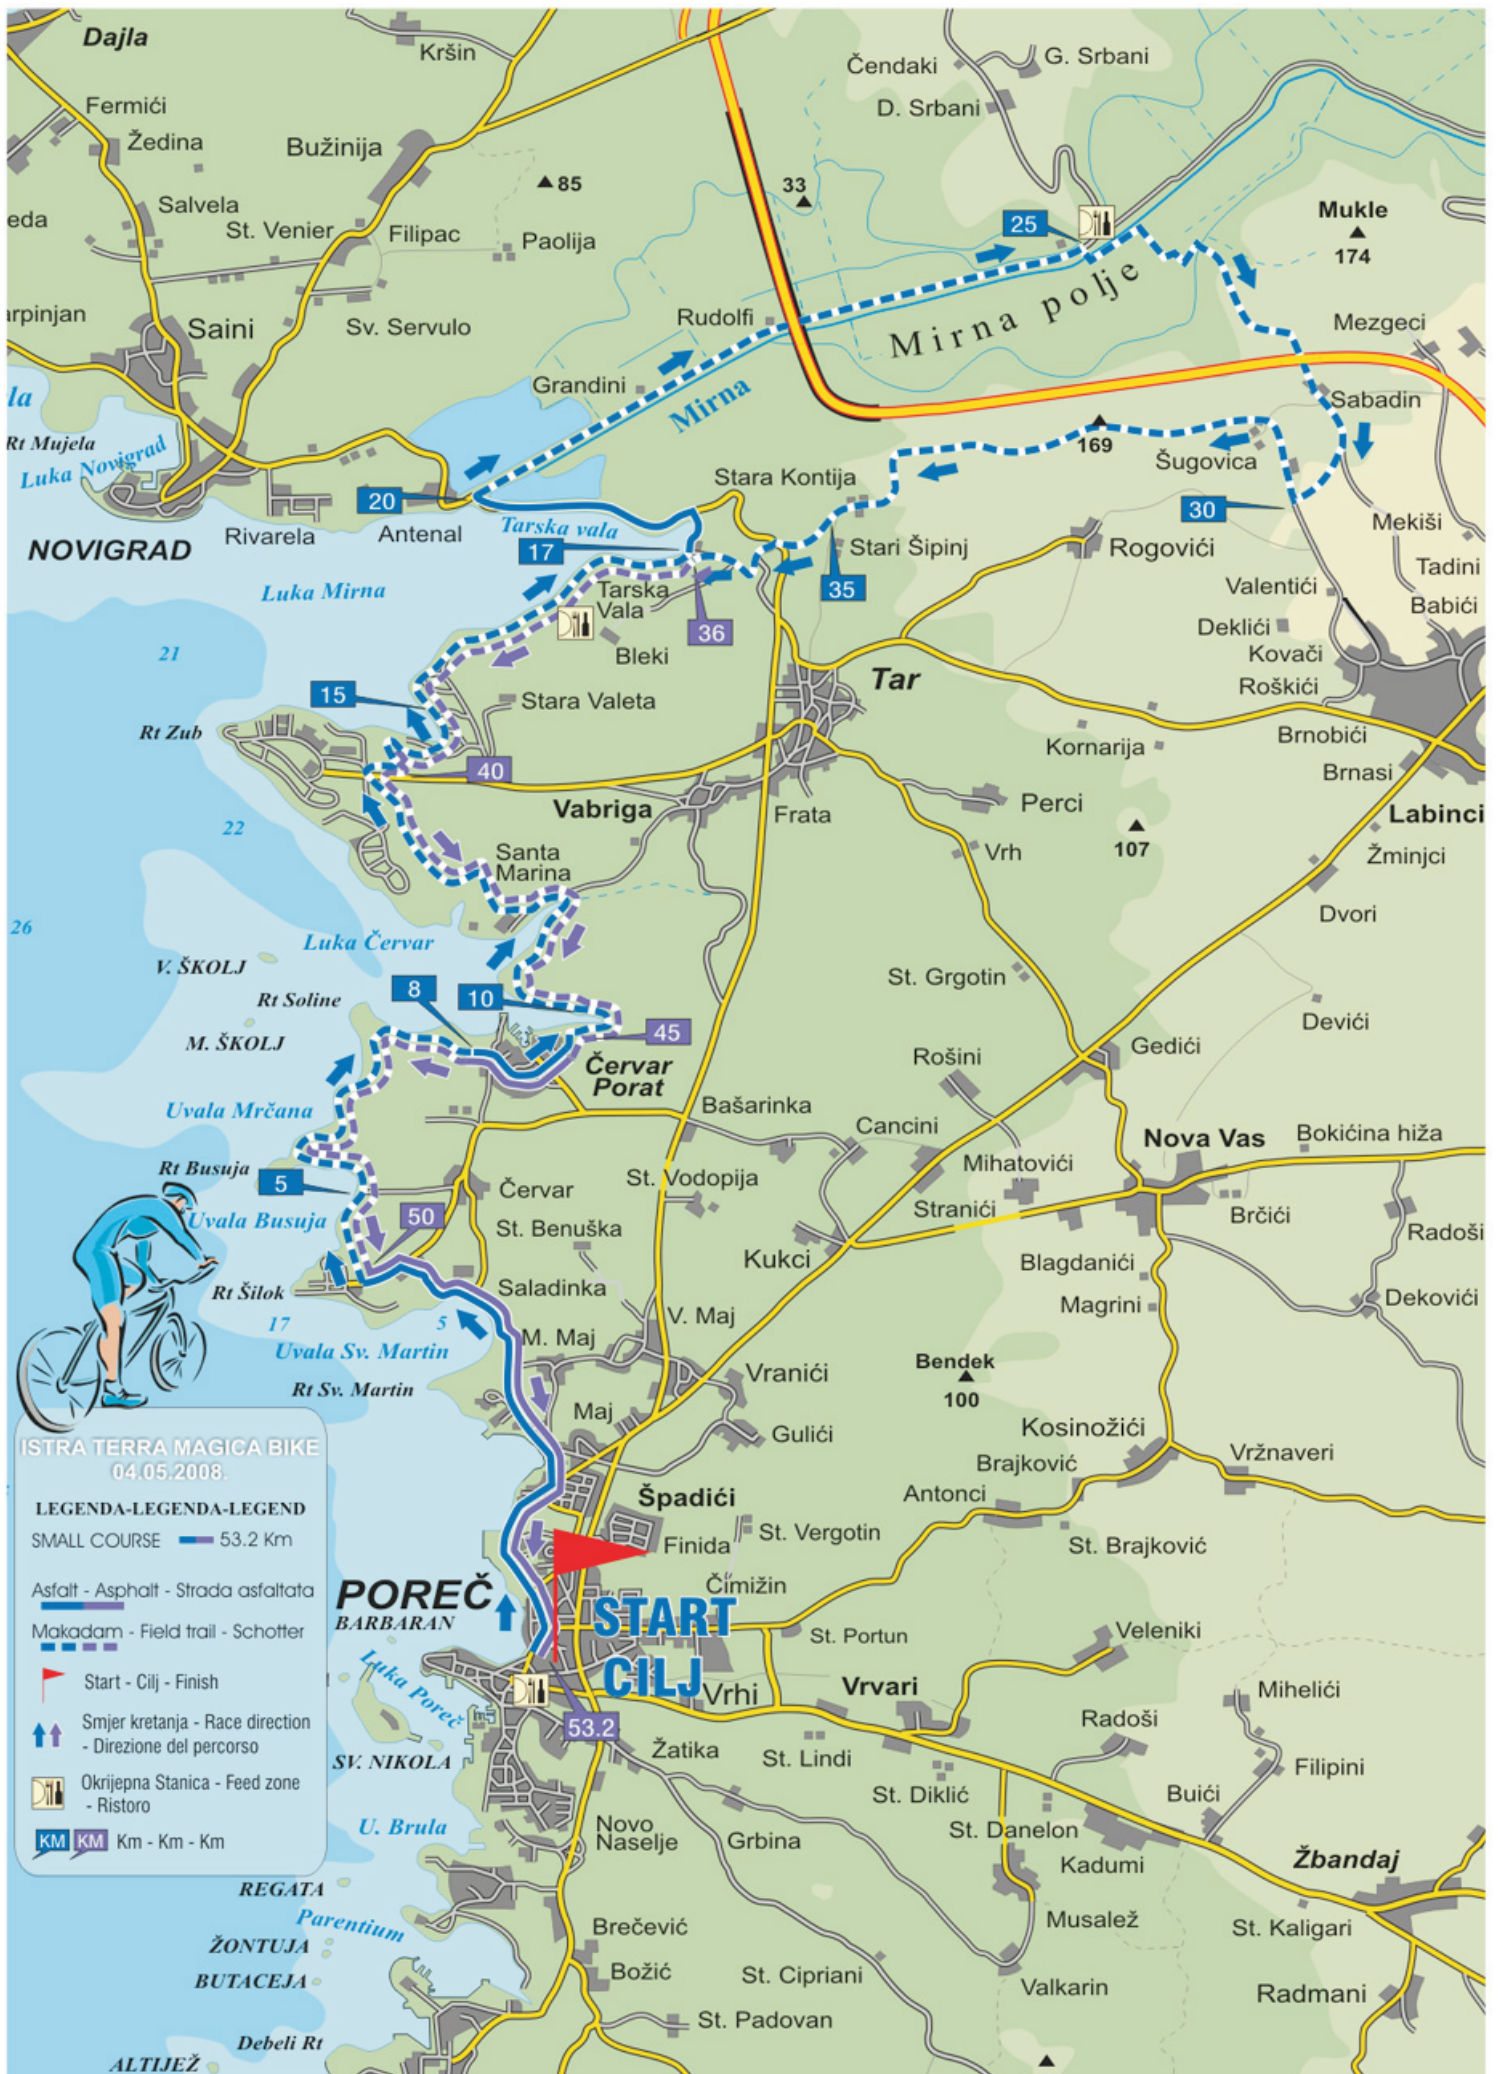 Dajla
Kršin
Čendaki
G. Srbani
D. Srbani
Fermići
Žedina
Bužinija
85
33
eda
Salvela
St. Venier
Filipac
Paolija
25
Mukle
174
Mirna polje
arpinjan
Saini
Sv. Servulo
Rudolfi
Mezgeci
la
Grandini
Mirna
Sabadin
Rt Mujela
Luka Novigrad
169
Šugovica
Stara Kontija
20
30
Rivarela
Antenal
Tarska vala
Mekiši
NOVIGRAD
17
Stari Šipinj
Rogovići
Tadini
Luka Mirna
Tarska
Vala
35
Valentići
Babići
36
Deklići
21
Bleki
Kovači
Tar
Roškići
15
Stara Valeta
Rt Zub
Kornarija
Brnobići
40
Brnasi
Vabriga
Frata
Perci
Labinci
22
107
Santa
Marina
Vrh
Žminjci
26
Dvori
Luka Červar
V. ŠKOLJ
St. Grgotin
8
10
Rt Soline
Devići
M. ŠKOLJ
45
Červar
Porat
Rošini
Gedići
Uvala Mrčana
Bašarinka
Cancini
Nova Vas
Bokićina hiža
Rt Busuja
5
Červar
St. Vodopija
Mihatovići
Uvala Busuja
50
St. Benuška
Stranići
Brčići
Radoši
Kukci
Blagdanići
Rt Šilok
Saladinka
Magrini
Dekovići
17
5
M. Maj
V. Maj
Uvala Sv. Martin
Bendek
100
Rt Sv. Martin
Vranići
Maj
Gulići
Kosinožići
ISTRA TERRA MAGICA BIKE
04.05.2008.
Brajković
Vržnaveri
LEGENDA-LEGENDA-LEGEND
Špadići
Antonci
SMALL COURSE 53.2 Km
Finida
St. Vergotin
St. Brajković
Asfalt - Asphalt - Strada asfaltata
POREČ
Čimižin
BARBARAN
START
CILJ
Makadam - Field trail - Schotter
St. Portun
Veleniki
Start - Cilj - Finish
Luka Poreč
Vrhi
Vrvari
Mihelići
Smjer kretanja - Race direction
- Direzione del percorso
53.2
Radoši
SV. NIKOLA
Žatika
St. Lindi
Filipini
Okrijepna Stanica - Feed zone
- Ristoro
St. Diklić
Buići
U. Brula
Novo
Naselje
Grbina
St. Danelon
KM KM Km - Km - Km
Kadumi
Žbandaj
REGATA
Parentium
Brečević
Musalež
St. Kaligari
ŽONTUJA
BUTACEJA
Božić
St. Cipriani
Valkarin
Radmani
St. Padovan
Debeli Rt
ALTIJEŽ